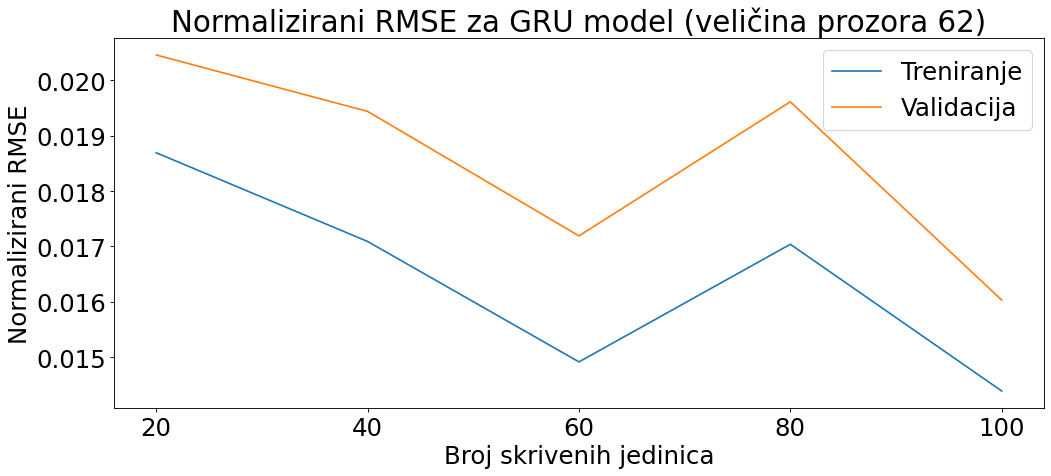 Normalizirani RMSE za GRU model (veličina prozora 62)
Treniranje
Validacija
Normalizirani RMSE
0.020
0.019
0.018
0.017
0.016
0.015
20 40 60 80 100
Broj skrivenih jedinica